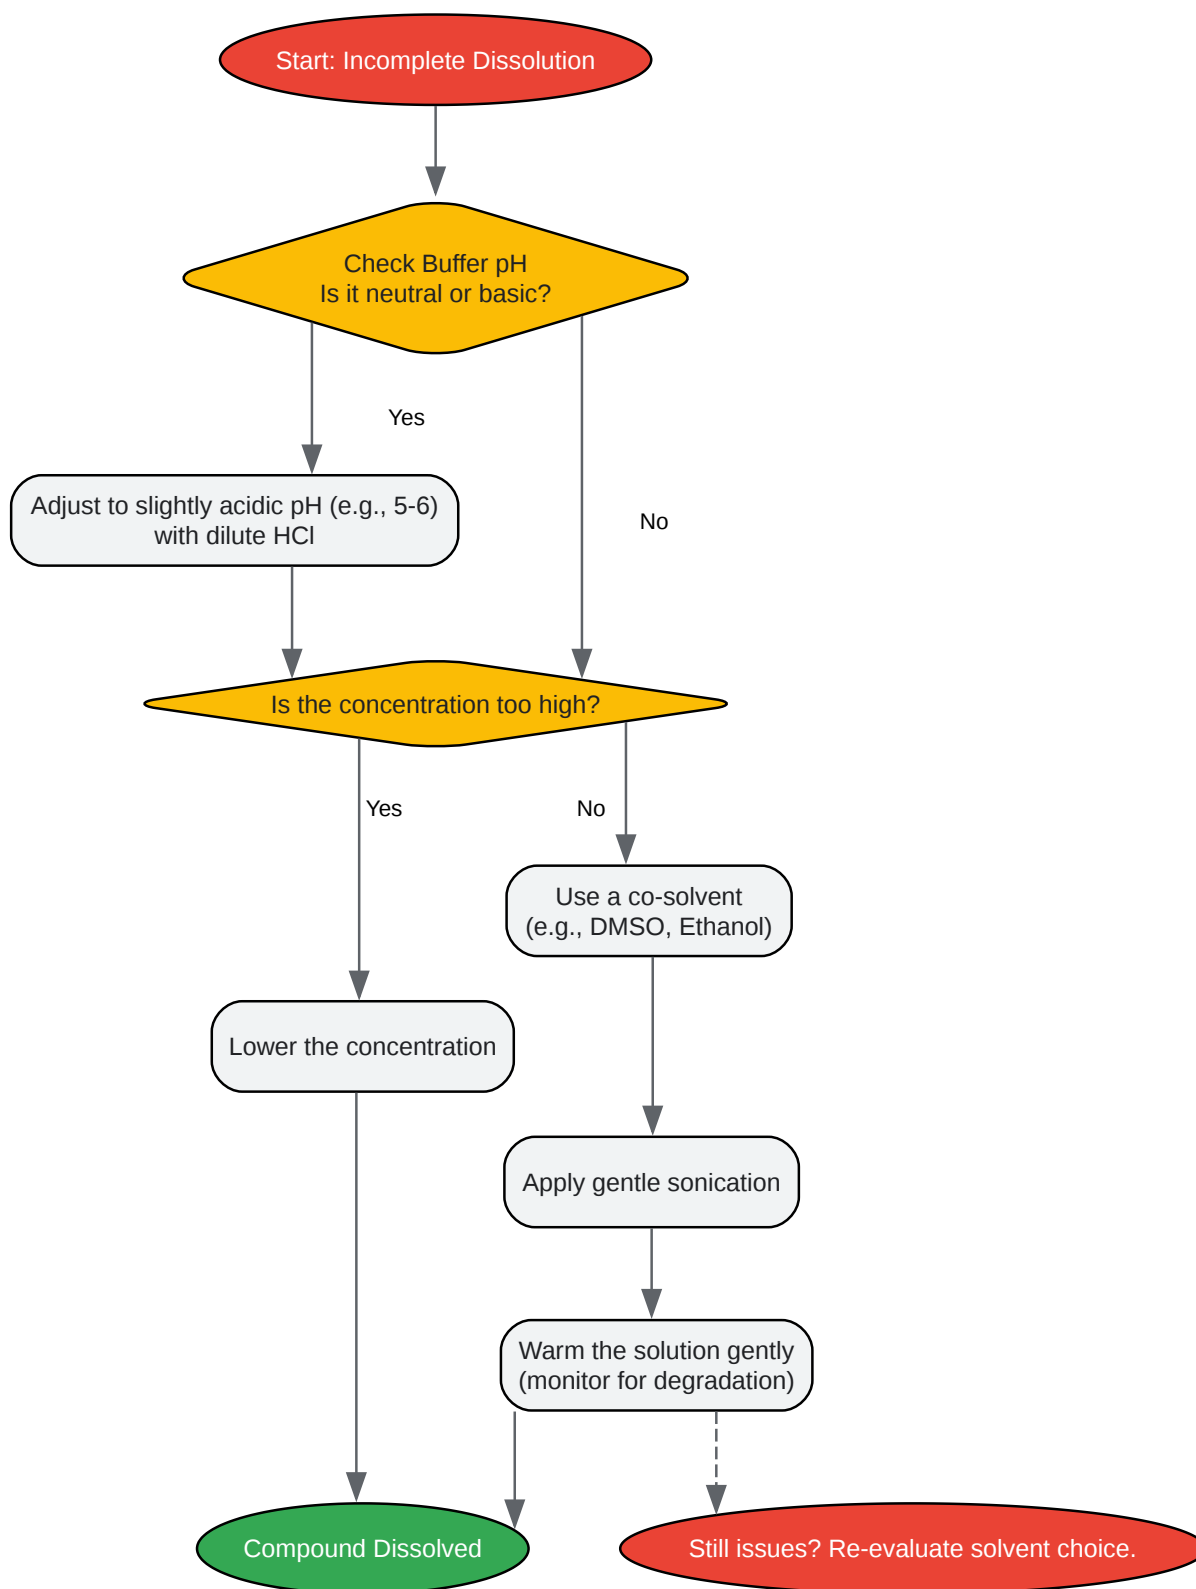 Start: Incomplete Dissolution
Check Buffer pH
Is it neutral or basic?
Yes
Adjust to slightly acidic pH (e.g., 5-6)
with dilute HCl
No
Is the concentration too high?
Yes
No
Use a co-solvent
(e.g., DMSO, Ethanol)
Lower the concentration
Apply gentle sonication
Warm the solution gently
(monitor for degradation)
Compound Dissolved
Still issues? Re-evaluate solvent choice.